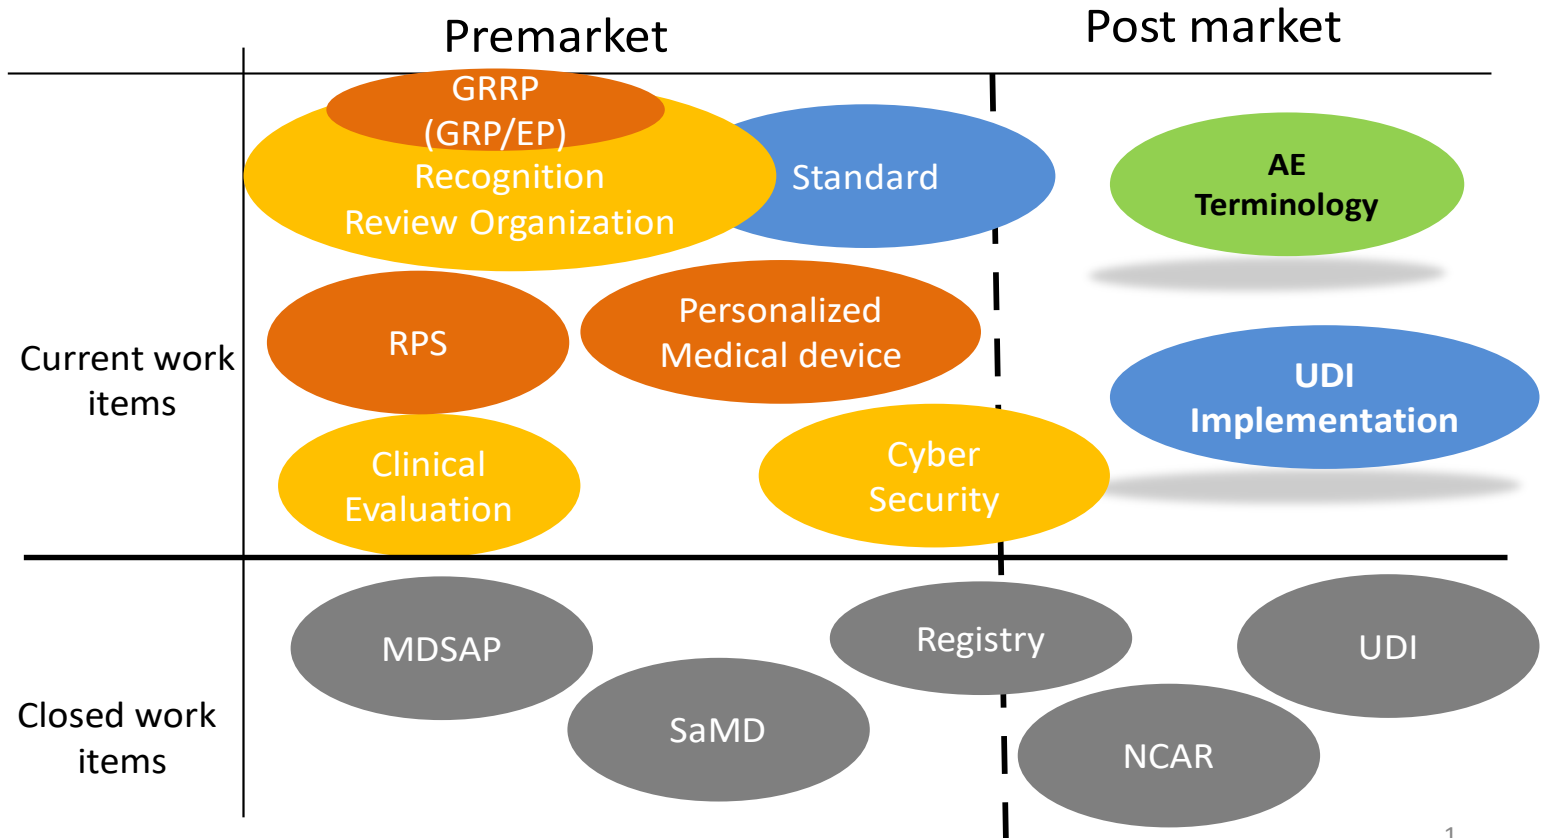 Premarket
Post market
GRRP
(GRP/EP)
Recognition
Review Organization
Standard
AE
Terminology
RPS
Personalized
Medical device
Current work
items
UDI
Implementation
Clinical
Evaluation
Cyber
Security
MDSAP
Registry
UDI
Closed work
items
SaMD
NCAR
1